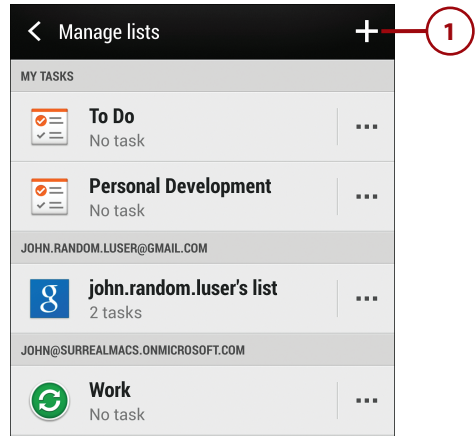 Manage lists
1
MY TASKS
To Do
No task
Personal Development
No task
JOHN.RANDOM.LUSER@GMAIL.COM
8
john.random.luser's list
2 tasks
JOHN@SURREALMACS.ONMICROSOFT.COM
Work
No task